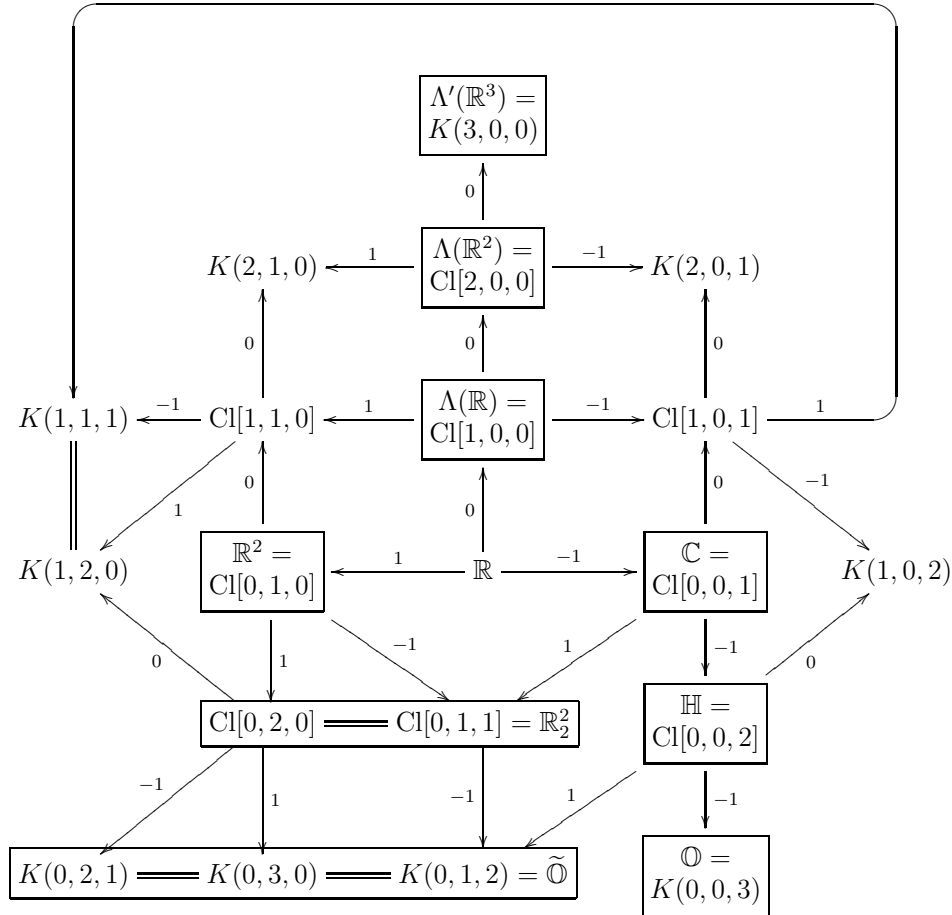 Λ′(ℝ³) =
K(3, 0, 0)
0
K(2, 1, 0)
1
Λ(ℝ²) =
Cl[2, 0, 0]
−1
K(2, 0, 1)
0
0
0
K(1, 1, 1)
−1
Cl[1, 1, 0]
1
Λ(ℝ) =
Cl[1, 0, 0]
−1
Cl[1, 0, 1]
1
1
0
0
0
−1
K(1, 2, 0)
ℝ² =
Cl[0, 1, 0]
1
ℝ
−1
ℂ =
Cl[0, 0, 1]
K(1, 0, 2)
0
1
−1
1
−1
0
Cl[0, 2, 0]
Cl[0, 1, 1] = ℝ²₂
ℍ =
Cl[0, 0, 2]
−1
1
−1
1
−1
K(0, 2, 1)
K(0, 3, 0)
K(0, 1, 2) = 𝕆̃
𝕆 =
K(0, 0, 3)